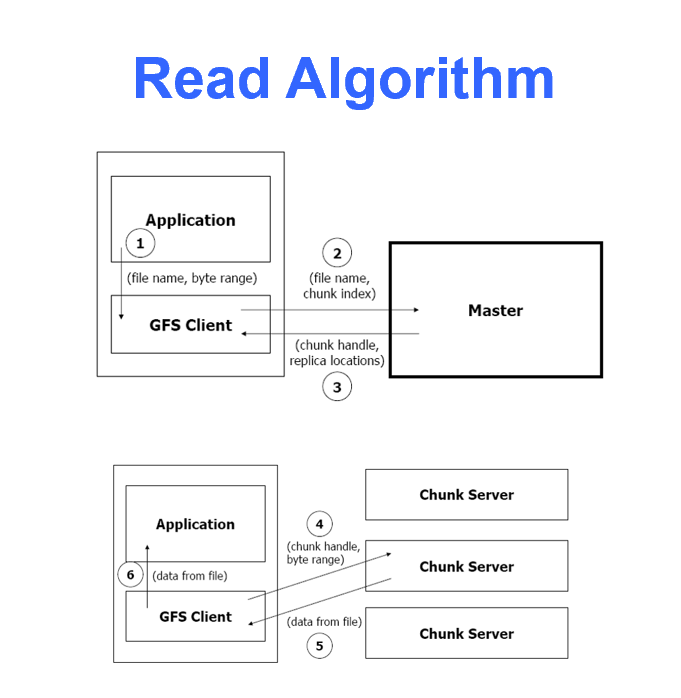 Read Algorithm
Application
1
(file name, byte range)
GFS Client
2
(file name,
chunk index)
Master
(chunk handle,
replica locations)
3
Application
6
(data from file)
GFS Client
4
(chunk handle,
byte range)
(data from file)
5
Chunk Server
Chunk Server
Chunk Server